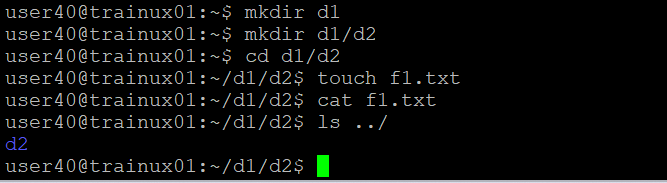 user40@trainux01:~$ mkdir d1
user40@trainux01:~$ mkdir d1/d2
user40@trainux01:~$ cd d1/d2
user40@trainux01:~/d1/d2$ touch f1.txt
user40@trainux01:~/d1/d2$ cat f1.txt
user40@trainux01:~/d1/d2$ ls ../
d2
user40@trainux01:~/d1/d2$